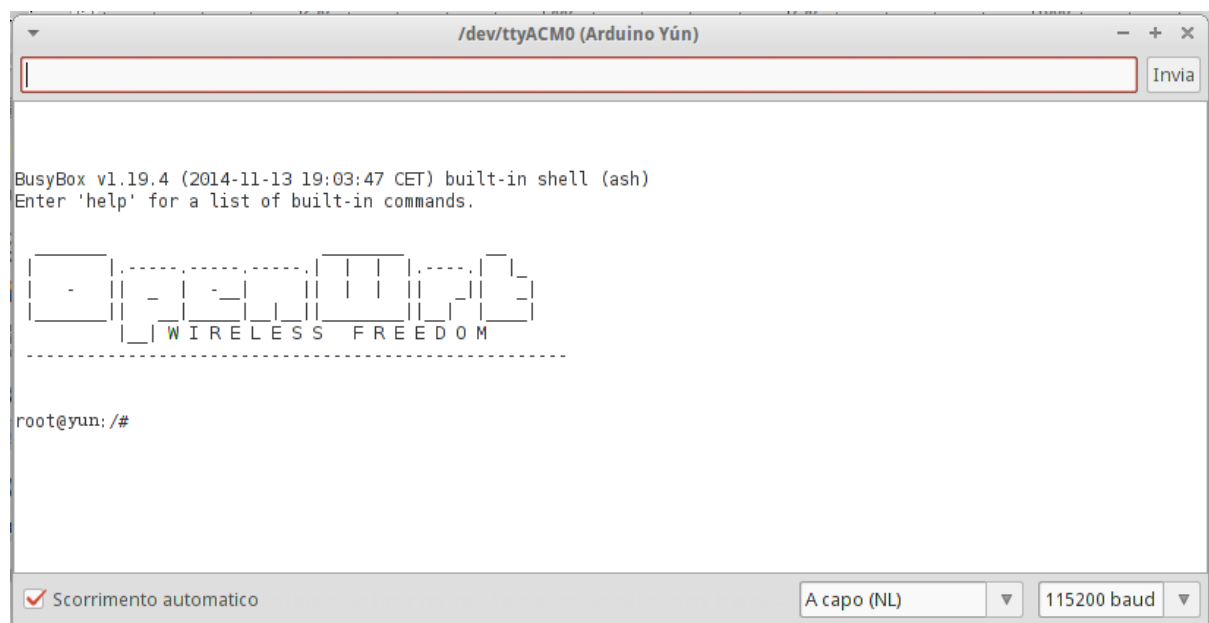 /dev/ttyACM0 (Arduino Yún)
Invia
BusyBox v1.19.4 (2014-11-13 19:03:47 CET) built-in shell (ash)
Enter 'help' for a list of built-in commands.
OpenWrt
W I R E L E S S   F R E E D O M
-----------------------------------------------------
root@yun:/#
Scorrimento automatico
A capo (NL)
115200 baud